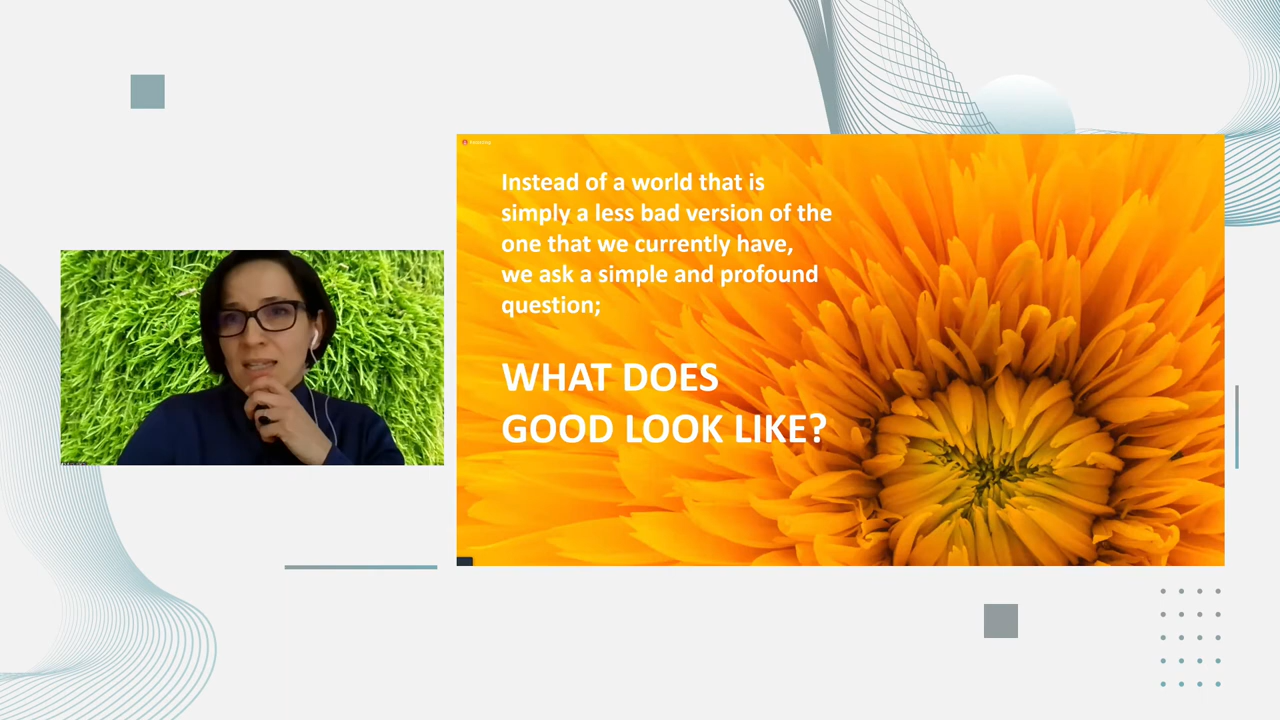 Instead of a world that is
simply a less bad version of the
one that we currently have,
we ask a simple and profound
question;
WHAT DOES
GOOD LOOK LIKE?